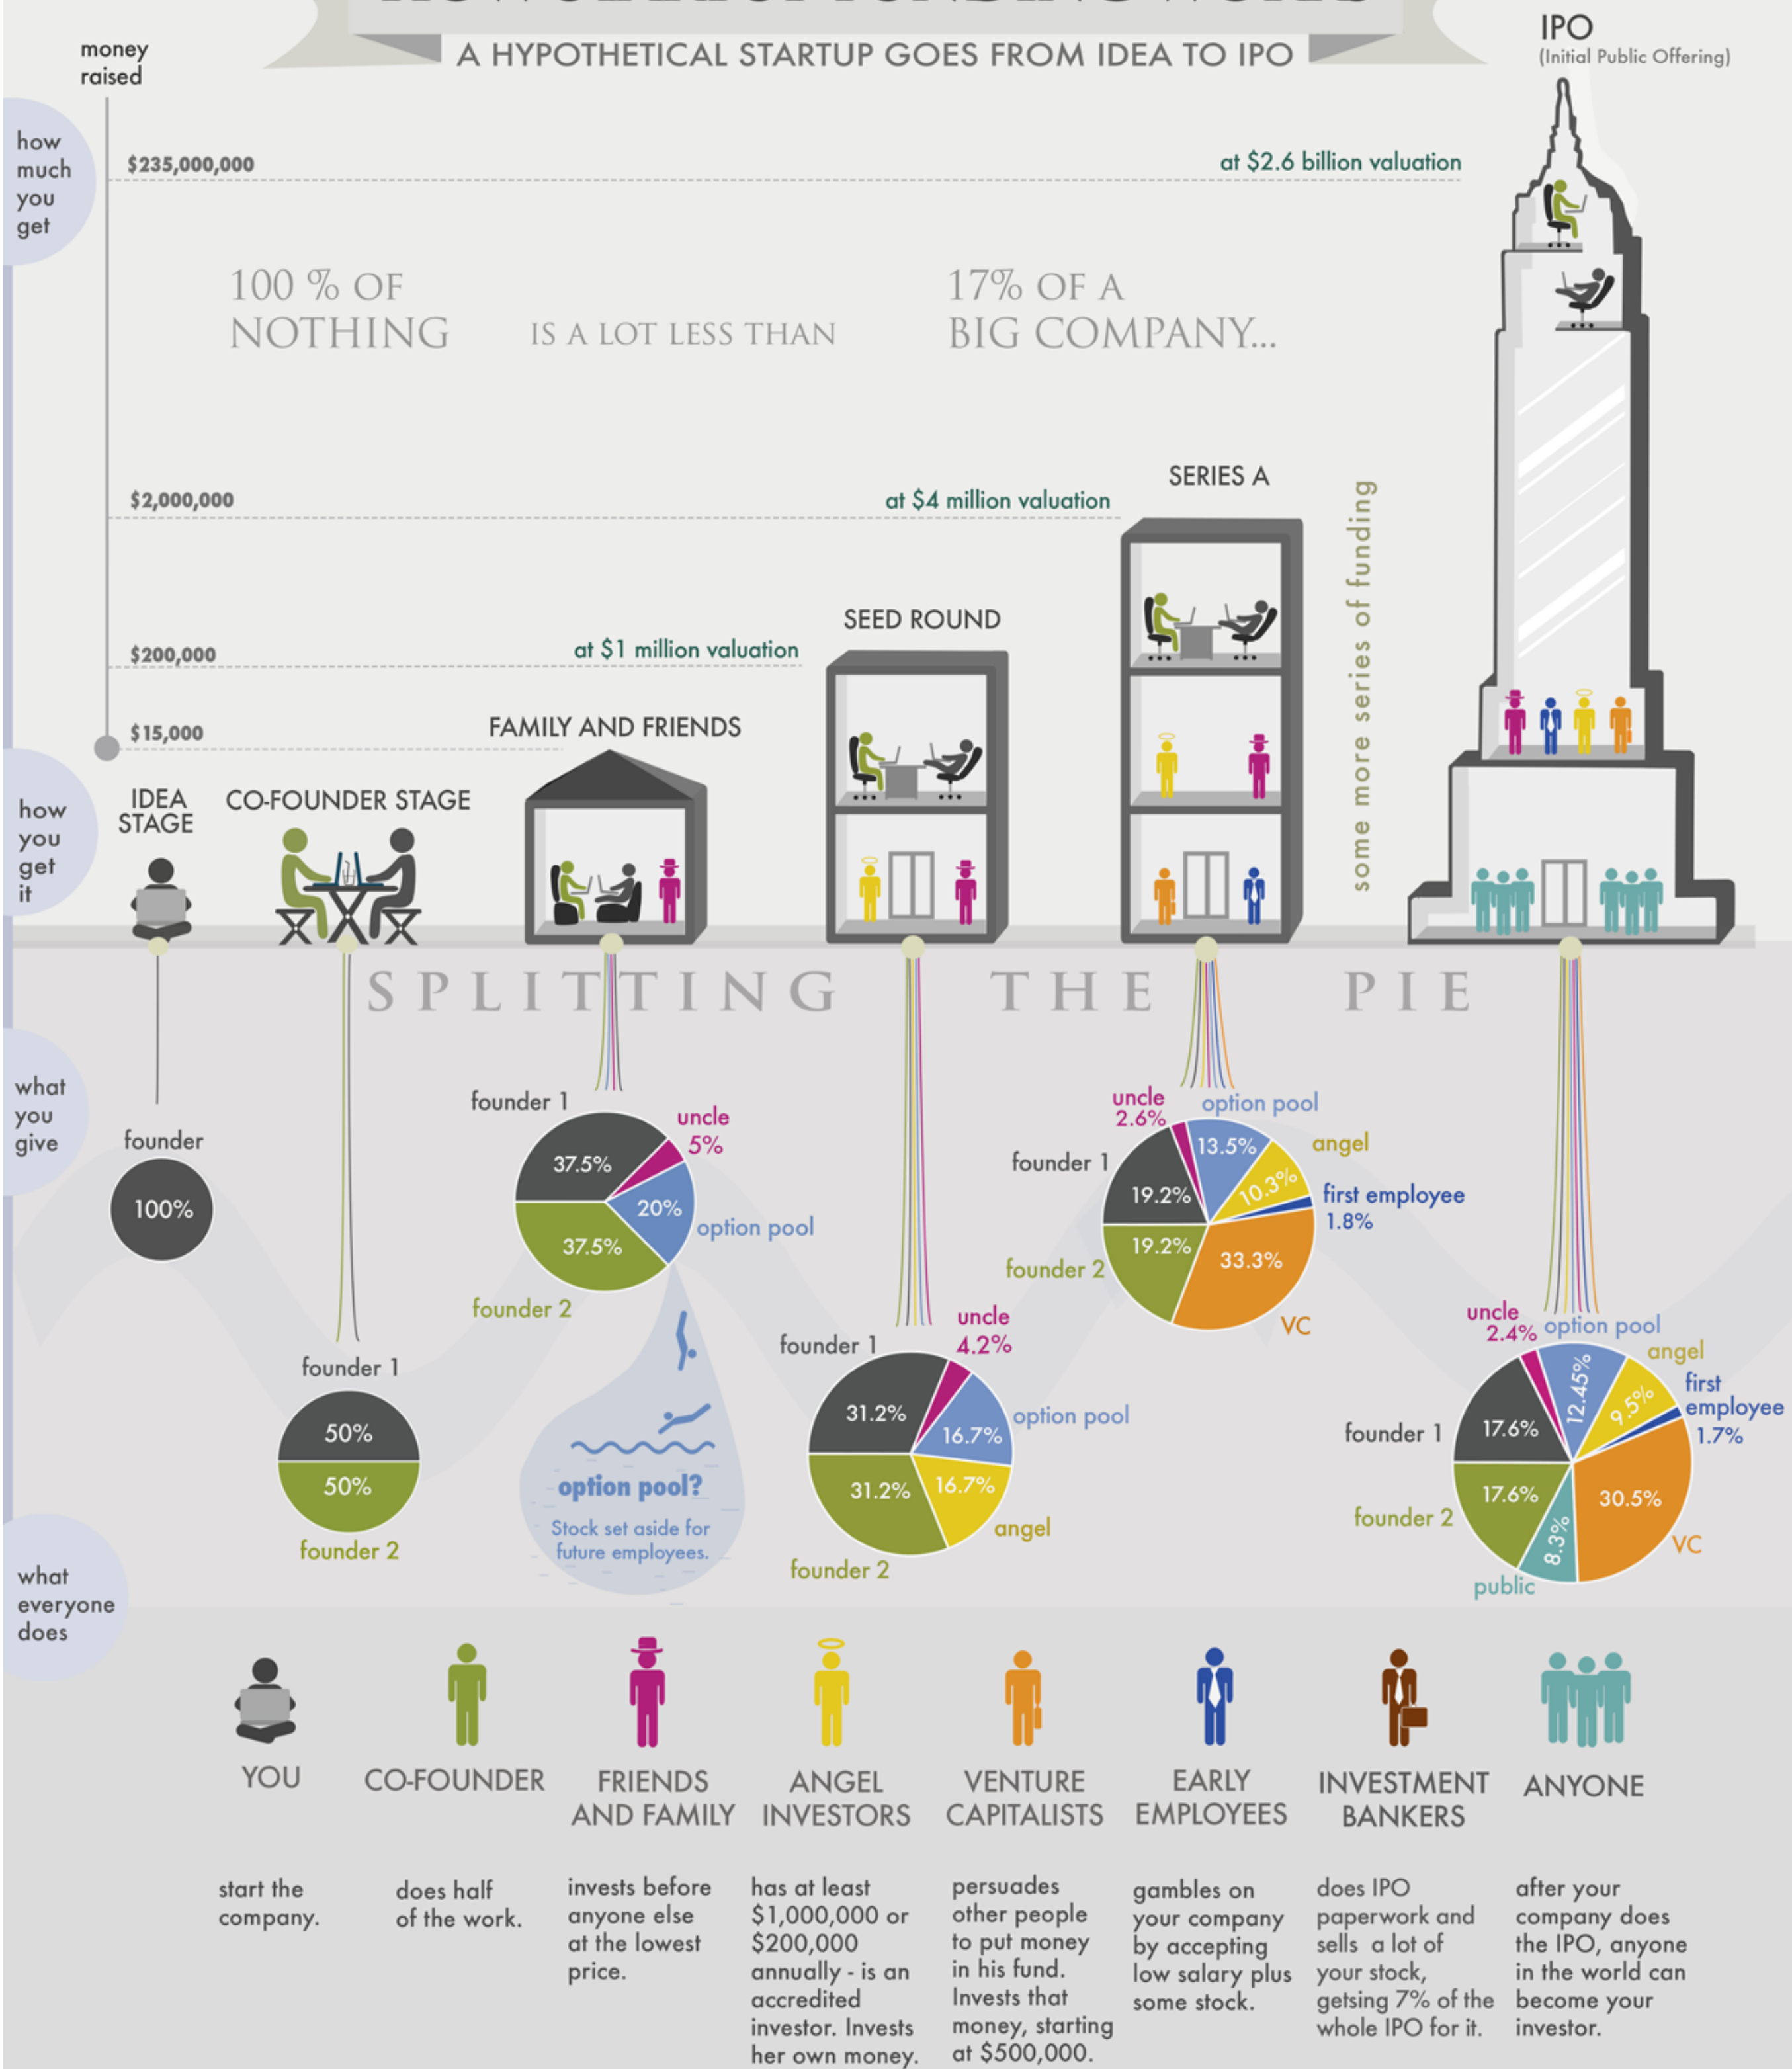 A HYPOTHETICAL STARTUP GOES FROM IDEA TO IPO
money
raised
IPO
(Initial Public Offering)
how
much
you
get
$235,000,000
at $2.6 billion valuation
100 % OF
NOTHING
IS A LOT LESS THAN
17% OF A
BIG COMPANY...
$2,000,000
at $4 million valuation
SERIES A
some more series of funding
$200,000
at $1 million valuation
SEED ROUND
$15,000
FAMILY AND FRIENDS
how
you
get
it
IDEA
STAGE
CO-FOUNDER STAGE
SPLITTING THE PIE
what
you
give
founder
100%
founder 1
50%
50%
founder 2
founder 1
uncle
5%
37.5%
20%
option pool
37.5%
founder 2
option pool?
Stock set aside for
future employees.
founder 1
uncle
4.2%
31.2%
option pool
16.7%
31.2%
16.7%
angel
founder 2
uncle
2.6%
option pool
13.5%
angel
founder 1
10.3%
19.2%
first employee
1.8%
19.2%
33.3%
founder 2
VC
uncle
2.4%
option pool
angel
12.45%
9.5%
first
employee
1.7%
founder 1
17.6%
17.6%
30.5%
founder 2
8.3%
VC
public
what
everyone
does
YOU
start the
company.
CO-FOUNDER
does half
of the work.
FRIENDS
AND FAMILY
invests before
anyone else
at the lowest
price.
ANGEL
INVESTORS
has at least
$1,000,000 or
$200,000
annually - is an
accredited
investor. Invests
her own money.
VENTURE
CAPITALISTS
persuades
other people
to put money
in his fund.
Invests that
money, starting
at $500,000.
EARLY
EMPLOYEES
gambles on
your company
by accepting
low salary plus
some stock.
INVESTMENT
BANKERS
does IPO
paperwork and
sells a lot of
your stock,
getsing 7% of the
whole IPO for it.
ANYONE
after your
company does
the IPO, anyone
in the world can
become your
investor.